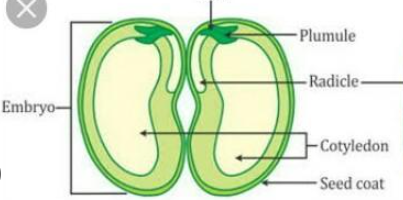 Plumule
Radicle
Embryo
Cotyledon
Seed coat